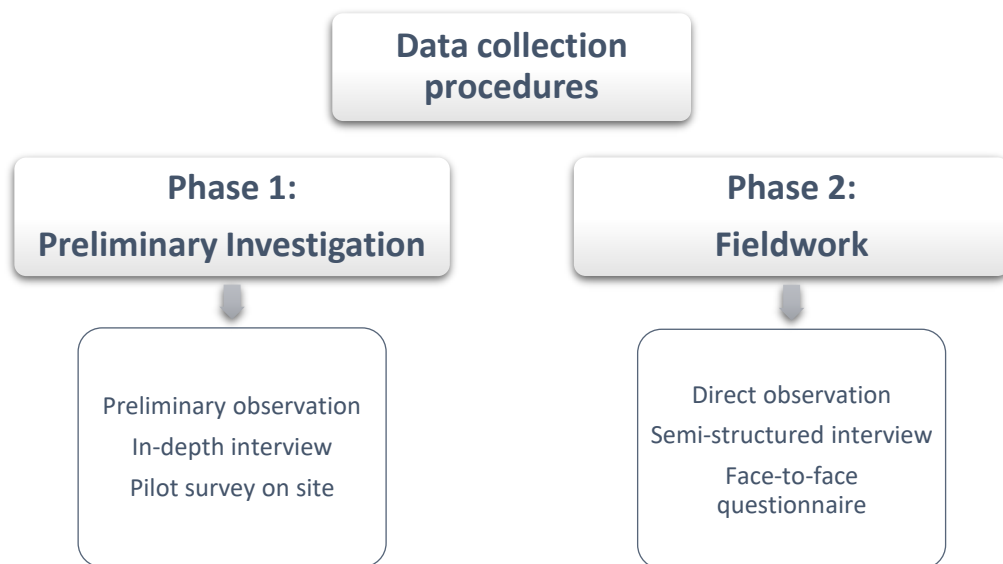 Data collection
procedures
Phase 1:
Preliminary Investigation
Phase 2:
Fieldwork
Preliminary observation
In-depth interview
Pilot survey on site
Direct observation
Semi-structured interview
Face-to-face
questionnaire